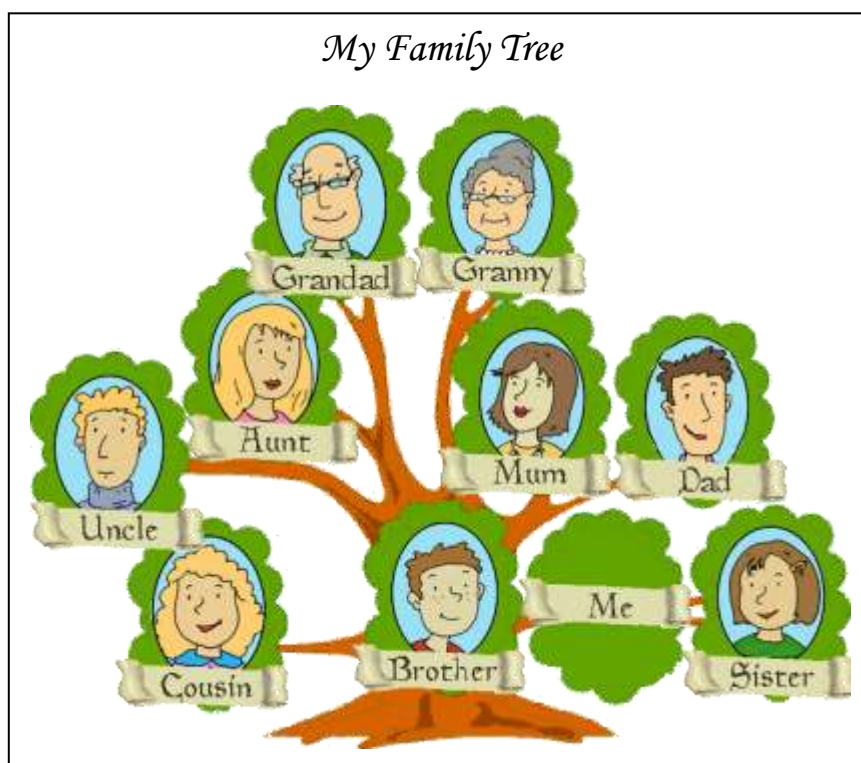 My Family Tree
Grandad
Granny
Aunt
Mum
Dad
Uncle
Me
Brother
Sister
Cousin